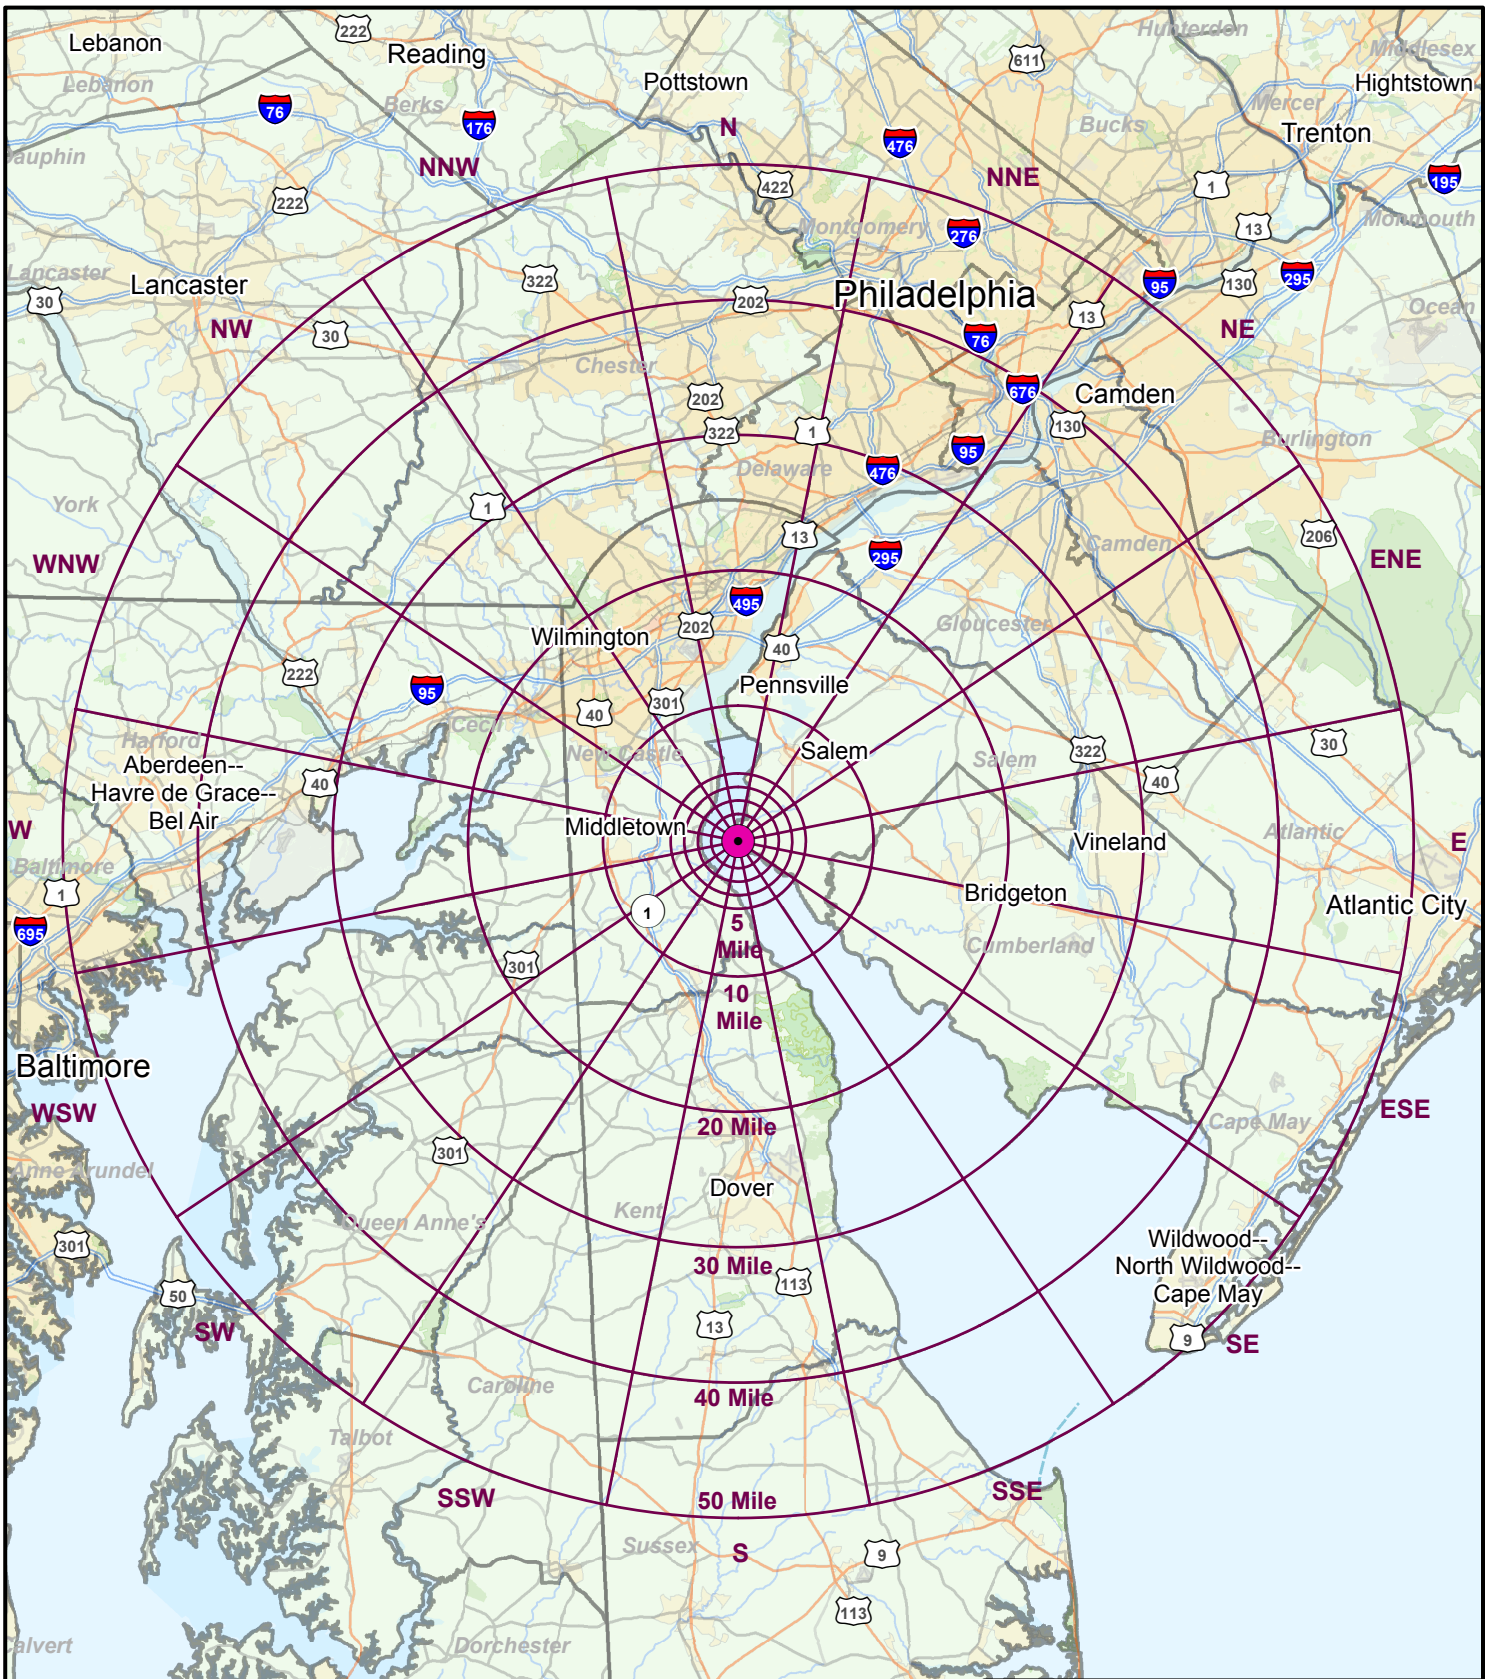 Lebanon
222
Reading
Hunterdon
611
Middlesex
Lebanon
Pottstown
Hightstown
76
Berks
176
N
476
Bucks
Mercer
Trenton
auphin
NNW
NNE
1
195
222
422
Montgomery
276
13
Monmouth
Lancaster
Lancaster
30
322
202
Philadelphia
95
130
295
Ocean
NW
30
76
13
NE
Chester
202
676
Camden
322
1
130
Burlington
95
Delaware
476
York
1
13
206
WNW
295
Camden
ENE
495
Wilmington
202
40
Gloucester
222
95
Pennsville
301
40
Cecil
Harford
Aberdeen--
Havre de Grace--
Bel Air
40
New Castle
Salem
Salem
322
40
30
W
Middletown
Vineland
Atlantic
E
Baltimore
1
695
1
5
Mile
Bridgeton
Atlantic City
Cumberland
301
10
Mile
Baltimore
WSW
20 Mile
Cape May
ESE
Anne Arundel
301
Dover
Queen Anne's
Kent
301
50
30 Mile
113
Wildwood--
North Wildwood--
Cape May
SW
13
9
SE
Caroline
40 Mile
Talbot
SSW
50 Mile
SSE
Sussex
S
9
113
alvert
Dorchester